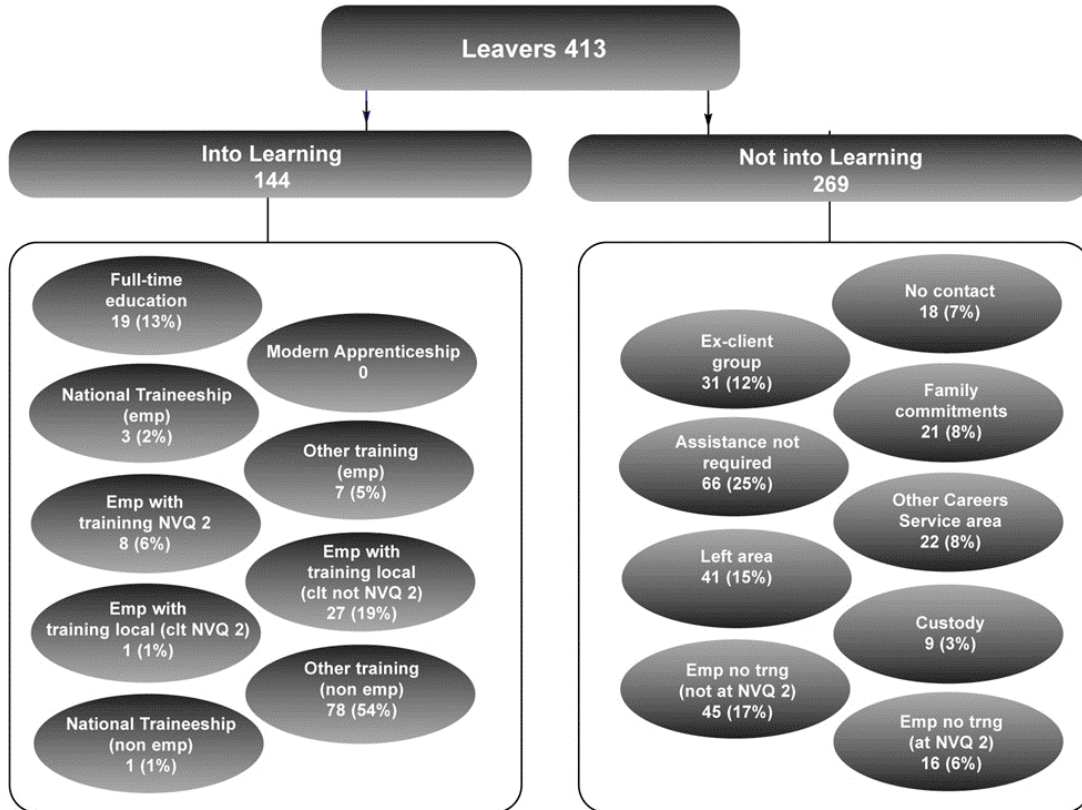 Leavers 413
Into Learning
144
Not into Learning
269
Full-time
education
19 (13%)
Modern Apprenticeship
0
National Traineeship
(emp)
3 (2%)
Other training
(emp)
7 (5%)
Emp with
traininng NVQ 2
8 (6%)
Emp with
training local
(clt not NVQ 2)
27 (19%)
Emp with
training local (clt NVQ 2)
1 (1%)
Other training
(non emp)
78 (54%)
National Traineeship
(non emp)
1 (1%)
No contact
18 (7%)
Ex-client
group
31 (12%)
Family
commitments
21 (8%)
Assistance not
required
66 (25%)
Other Careers
Service area
22 (8%)
Left area
41 (15%)
Custody
9 (3%)
Emp no trng
(not at NVQ 2)
45 (17%)
Emp no trng
(at NVQ 2)
16 (6%)